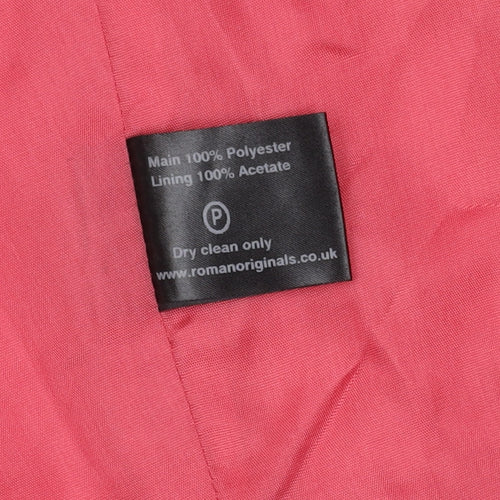 Main 100% Polyester
Lining 100% Acetate
P
Dry clean only
www.romanoriginals.co.uk